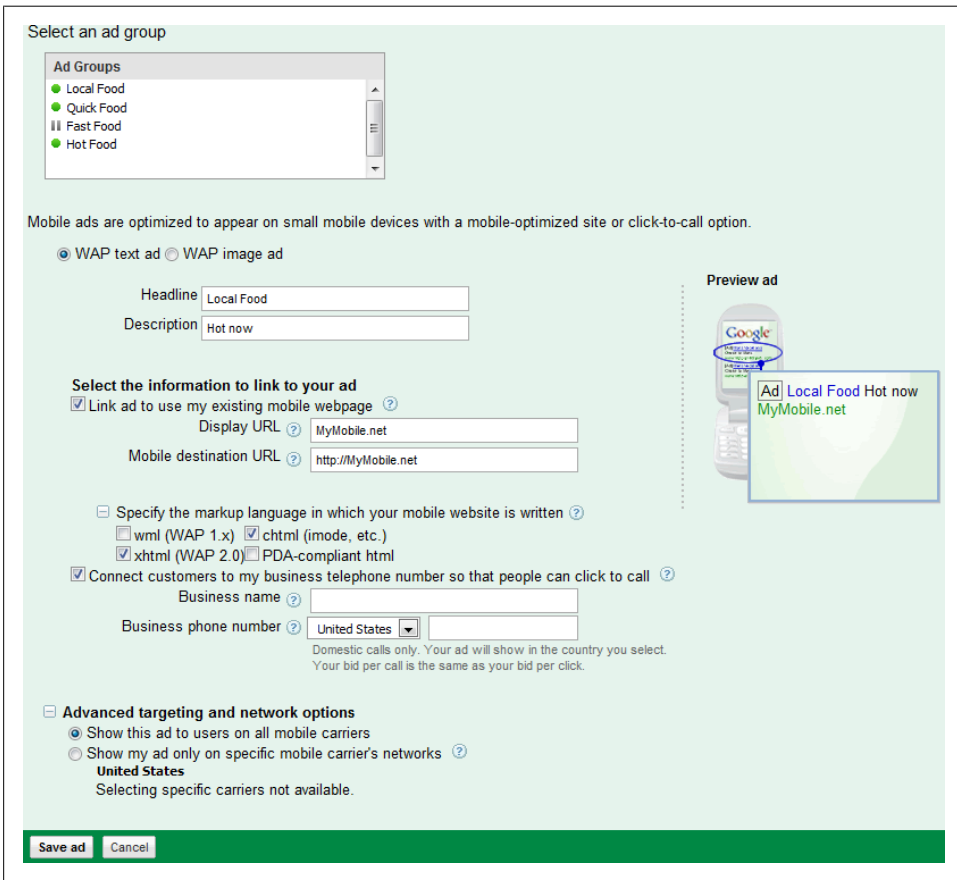 Select an ad group
Ad Groups
Local Food
Quick Food
Fast Food
Hot Food
Mobile ads are optimized to appear on small mobile devices with a mobile-optimized site or click-to-call option.
WAP text ad WAP image ad
Preview ad
Headline Local Food
Description Hot now
Google
Ad Local Food Hot now
MyMobile.net
Select the information to link to your ad
Link ad to use my existing mobile webpage ?
Display URL ? MyMobile.net
Mobile destination URL ? http://MyMobile.net
Specify the markup language in which your mobile website is written ?
wml (WAP 1.x) chtml (imode, etc.)
xhtml (WAP 2.0) PDA-compliant html
Connect customers to my business telephone number so that people can click to call ?
Business name ?
Business phone number ? United States
Domestic calls only. Your ad will show in the country you select.
Your bid per call is the same as your bid per click.
Advanced targeting and network options
Show this ad to users on all mobile carriers
Show my ad only on specific mobile carrier's networks ?
United States
Selecting specific carriers not available.
Save ad Cancel